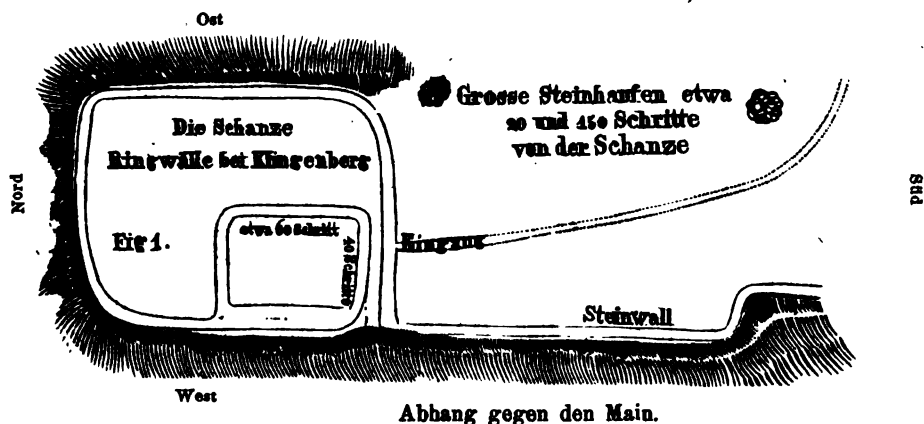 Ost
Grosse Steinhaufen etwa
20 und 150 Schritte
von der Schanze
Die Schanze
Ringwälle bei Klingenberg
Nord
Süd
Fig 1.
etwa 60 Schritt
40 Schritt
Eingang
Steinwall
West
Abhang gegen den Main.